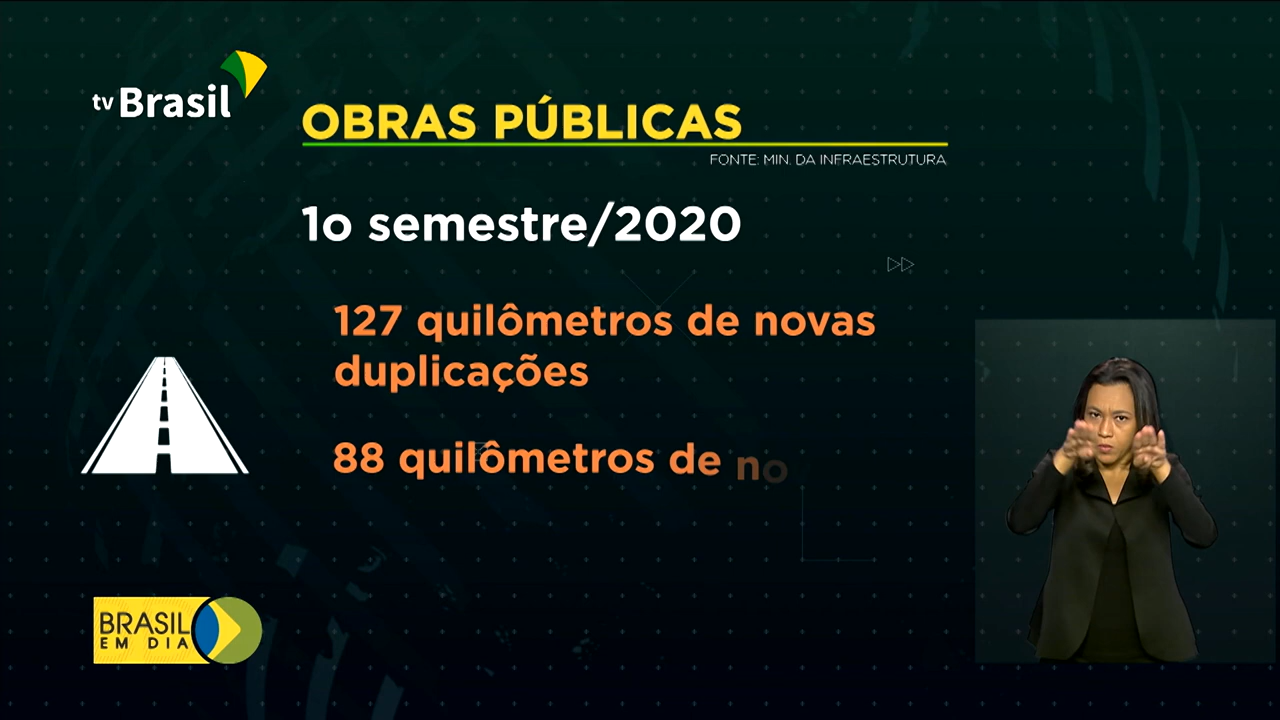 tv Brasil
OBRAS PÚBLICAS
FONTE: MIN. DA INFRAESTRUTURA
1o semestre/2020
127 quilômetros de novas
duplicações
88 quilômetros de no
BRASIL
EM DIA